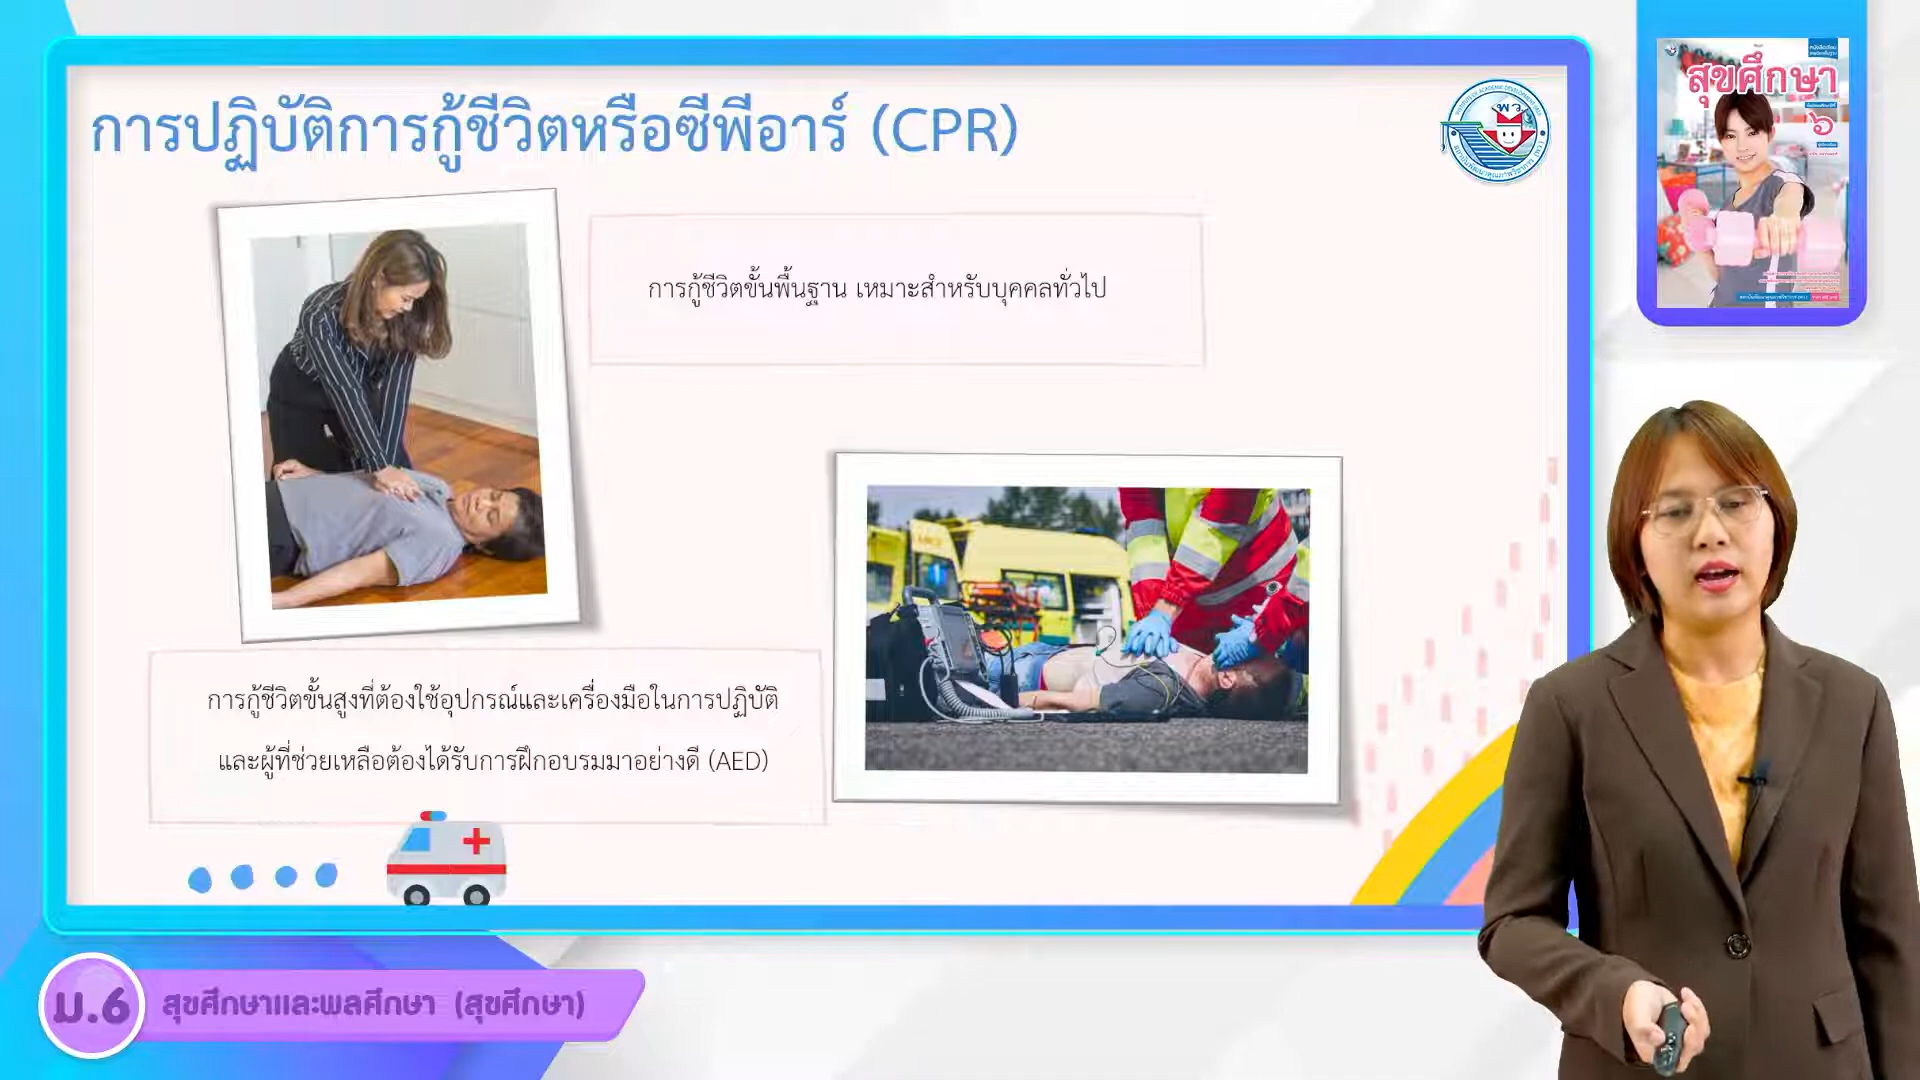 การปฏิบัติการกู้ชีวิตหรือซีพีอาร์ (CPR)
การกู้ชีวิตขั้นพื้นฐาน เหมาะสำหรับบุคคลทั่วไป
การกู้ชีวิตขั้นสูงที่ต้องใช้อุปกรณ์และเครื่องมือในการปฏิบัติ
และผู้ที่ช่วยเหลือต้องได้รับการฝึกอบรมมาอย่างดี (AED)
พว.
สุขศึกษา
๖
ม.6 สุขศึกษาและพลศึกษา (สุขศึกษา)